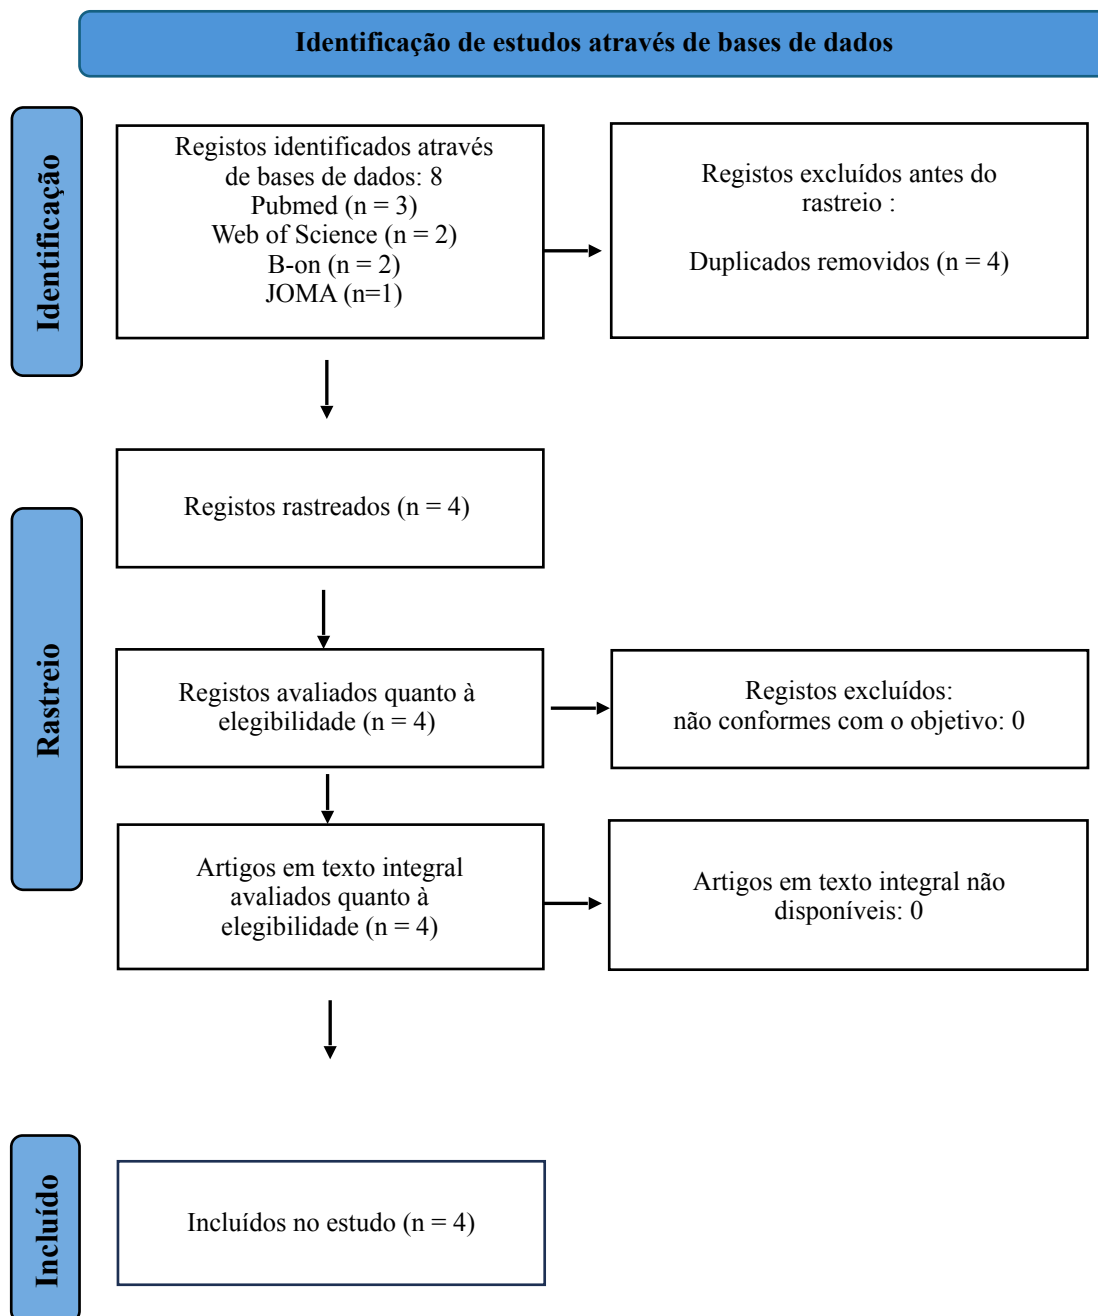 Identificação de estudos através de bases de dados
Identificação
Registos identificados através
de bases de dados: 8
Pubmed (n = 3)
Web of Science (n = 2)
B-on (n = 2)
JOMA (n=1)
Registos excluídos antes do
rastreio :
Duplicados removidos (n = 4)
Rastreio
Registos rastreados (n = 4)
Registos avaliados quanto à
elegibilidade (n = 4)
Registos excluídos:
não conformes com o objetivo: 0
Artigos em texto integral
avaliados quanto à
elegibilidade (n = 4)
Artigos em texto integral não
disponíveis: 0
Incluído
Incluídos no estudo (n = 4)